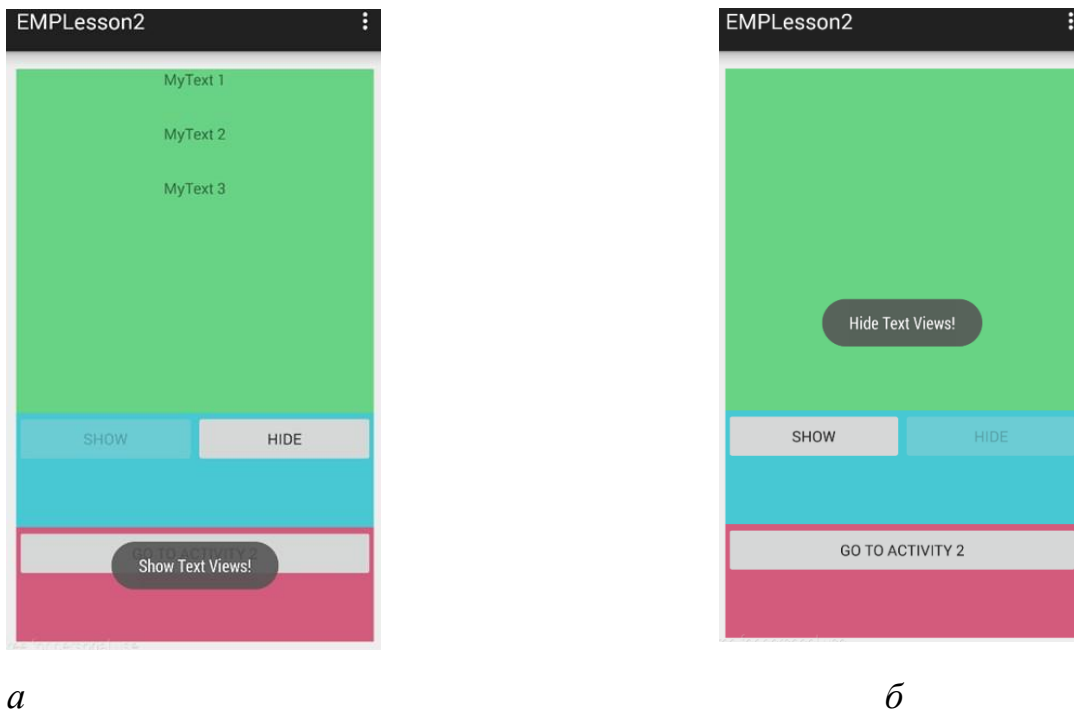 EMPLesson2
MyText 1
MyText 2
MyText 3
SHOW
HIDE
GO TO ACTIVITY 2
Show Text Views!
EMPLesson2
Hide Text Views!
SHOW
HIDE
GO TO ACTIVITY 2
а
б